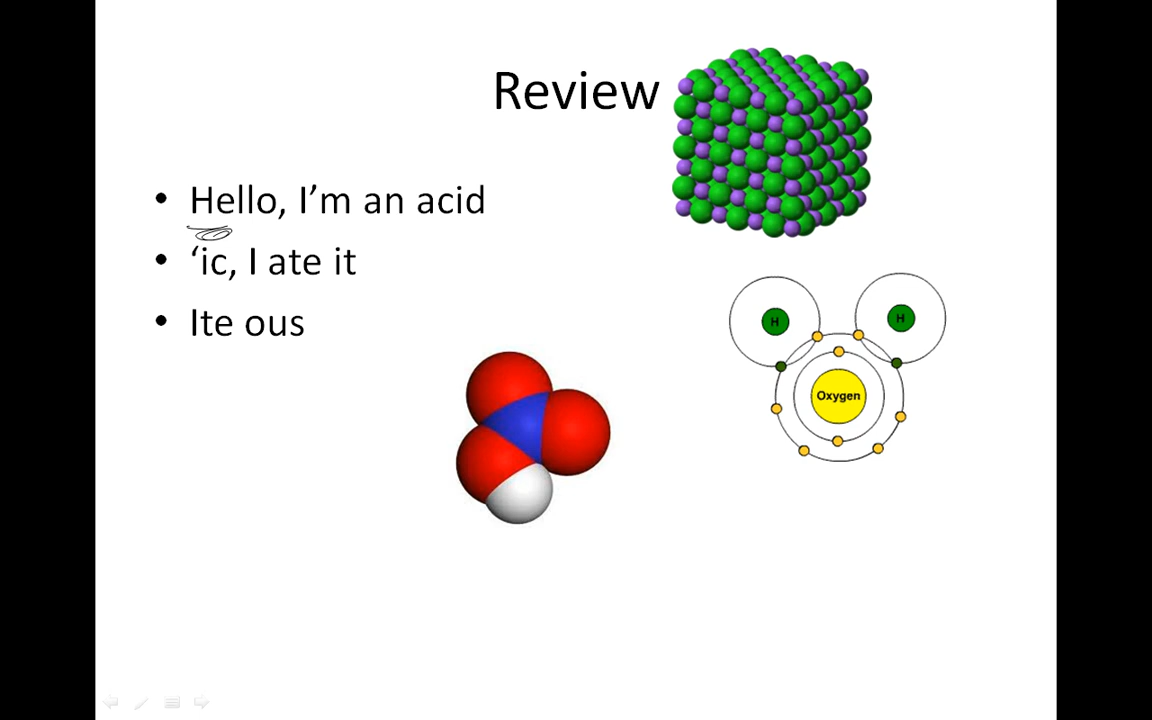 Review
• Hello, I’m an acid
• ‘ic, I ate it
• Ite ous
H
H
Oxygen